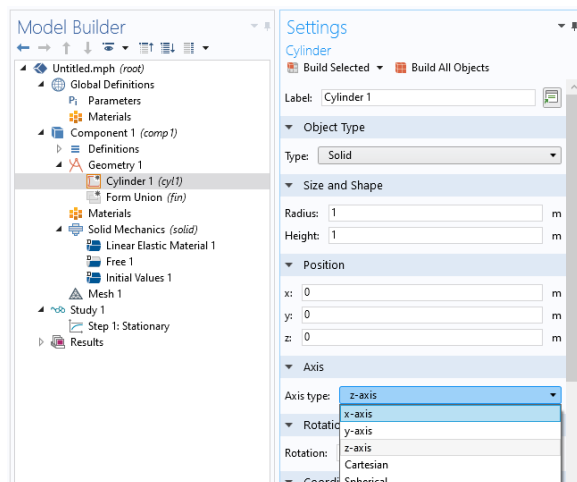 Model Builder
Untitled.mph (root)
Global Definitions
Pi Parameters
Materials
Component 1 (comp1)
Definitions
Geometry 1
Cylinder 1 (cyl1)
Form Union (fin)
Materials
Solid Mechanics (solid)
Linear Elastic Material 1
Free 1
Initial Values 1
Mesh 1
Study 1
Step 1: Stationary
Results
Settings
Cylinder
Build Selected Build All Objects
Label: Cylinder 1
Object Type
Type: Solid
Size and Shape
Radius: 1 m
Height: 1 m
Position
x: 0 m
y: 0 m
z: 0 m
Axis
Axis type: z-axis
x-axis
y-axis
z-axis
Cartesian
Spherical
Rotation: